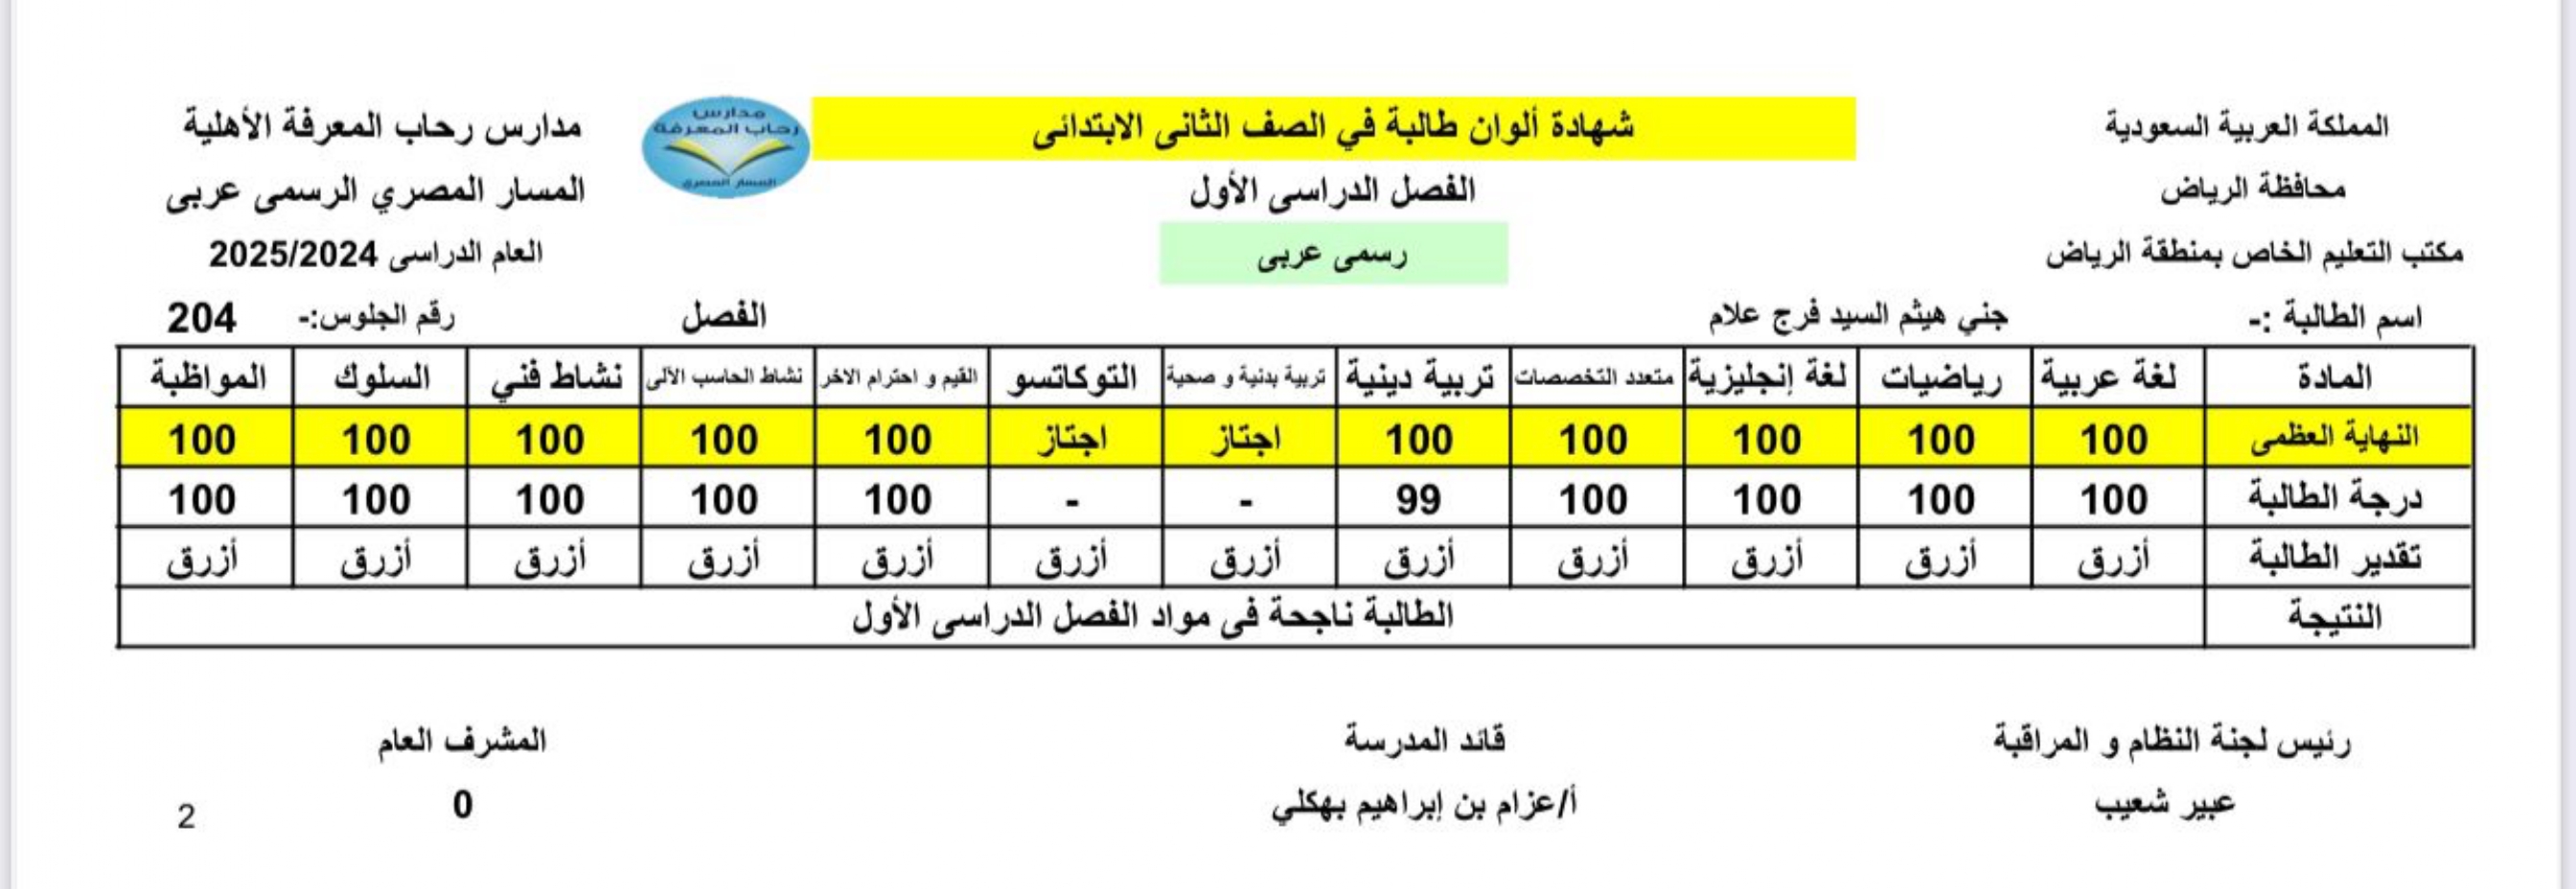 المملكة العربية السعودية
شهادة ألوان طالبة في الصف الثانى الابتدائى
مدارس رحاب المعرفة
المسار المصرى
مدارس رحاب المعرفة الأهلية
محافظة الرياض
الفصل الدراسى الأول
المسار المصري الرسمى عربى
مكتب التعليم الخاص بمنطقة الرياض
رسمى عربى
العام الدراسى 2025/2024
اسم الطالبة :- جني هيثم السيد فرج علام الفصل رقم الجلوس:- 204
المادة لغة عربية رياضيات لغة إنجليزية متعدد التخصصات تربية دينية تربية بدنية و صحية التوكاتسو القيم و احترام الاخر نشاط الحاسب الآلى نشاط فني السلوك المواظبة
النهاية العظمى 100 100 100 100 100 اجتاز اجتاز 100 100 100 100 100
درجة الطالبة 100 100 100 100 99 - - 100 100 100 100 100
تقدير الطالبة أزرق أزرق أزرق أزرق أزرق أزرق أزرق أزرق أزرق أزرق أزرق أزرق
النتيجة الطالبة ناجحة فى مواد الفصل الدراسى الأول
رئيس لجنة النظام و المراقبة قائد المدرسة المشرف العام
عبير شعيب أ/عزام بن إبراهيم بهكلي 0
2